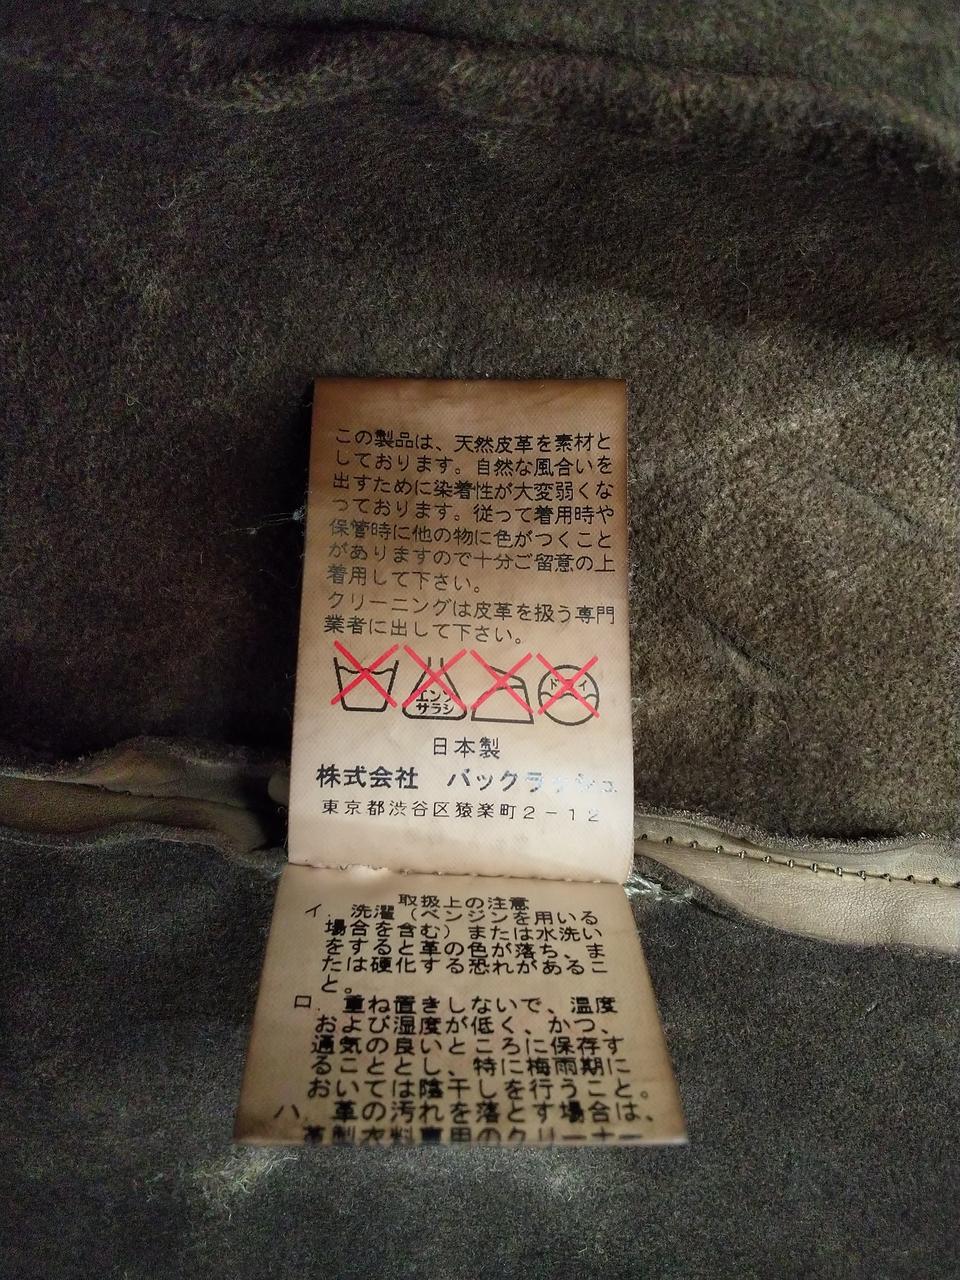 この製品は、天然皮革を素材と
しております。自然な風合いを
出すために染着性が大変弱くな
っております。従って着用時や
保管時に他の物に色がつくこと
がありますので十分ご留意の上
着用して下さい。
クリーニングは皮革を扱う専門
業者に出して下さい。
エンソ
サラシ
ドライ
日本製
株式会社 バックラッシュ
東京都渋谷区猿楽町2-12
取扱上の注意
イ. 洗濯(ベンジンを用いる
場合を含む)または水洗い
をすると革の色が落ち、ま
たは硬化する恐れがあるこ
と。
ロ. 重ね置きしないで、温度
および湿度が低く、かつ、
通気の良いところに保存す
ることとし、特に梅雨期に
おいては陰干しを行うこと。
ハ. 革の汚れを落とす場合は、
革製衣料専用のクリーナー